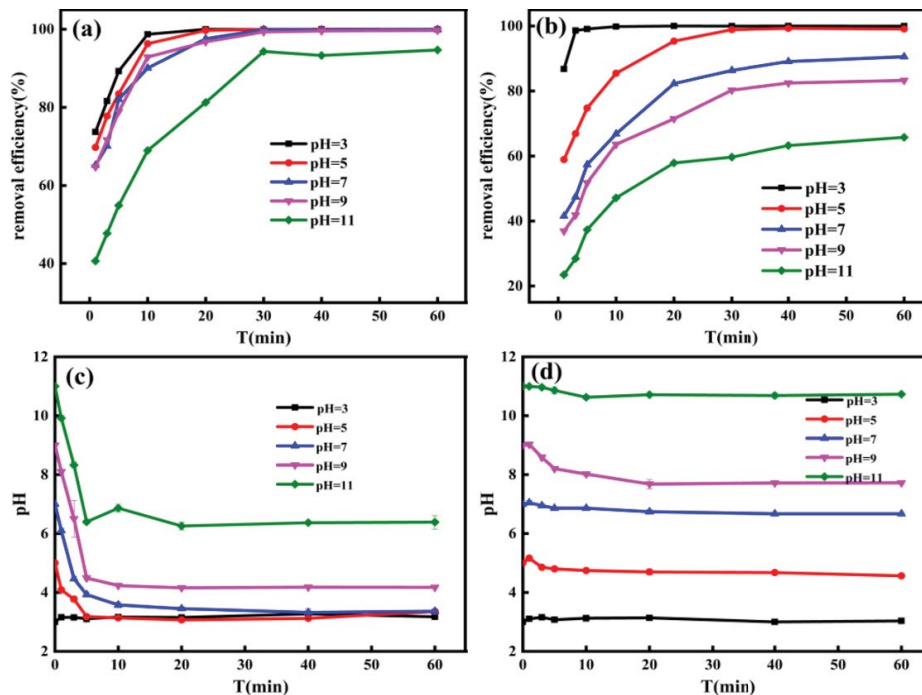 (a)
removal efficiency(%)
100
80
60
40
pH=3
pH=5
pH=7
pH=9
pH=11
0 10 20 30 40 50 60
T(min)
(b)
removal efficiency(%)
100
80
60
40
20
pH=3
pH=5
pH=7
pH=9
pH=11
0 10 20 30 40 50 60
T(min)
(c)
pH
12
10
8
6
4
2
pH=3
pH=5
pH=7
pH=9
pH=11
0 10 20 30 40 50 60
T(min)
(d)
pH
12
10
8
6
4
2
pH=3
pH=5
pH=7
pH=9
pH=11
0 10 20 30 40 50 60
T(min)